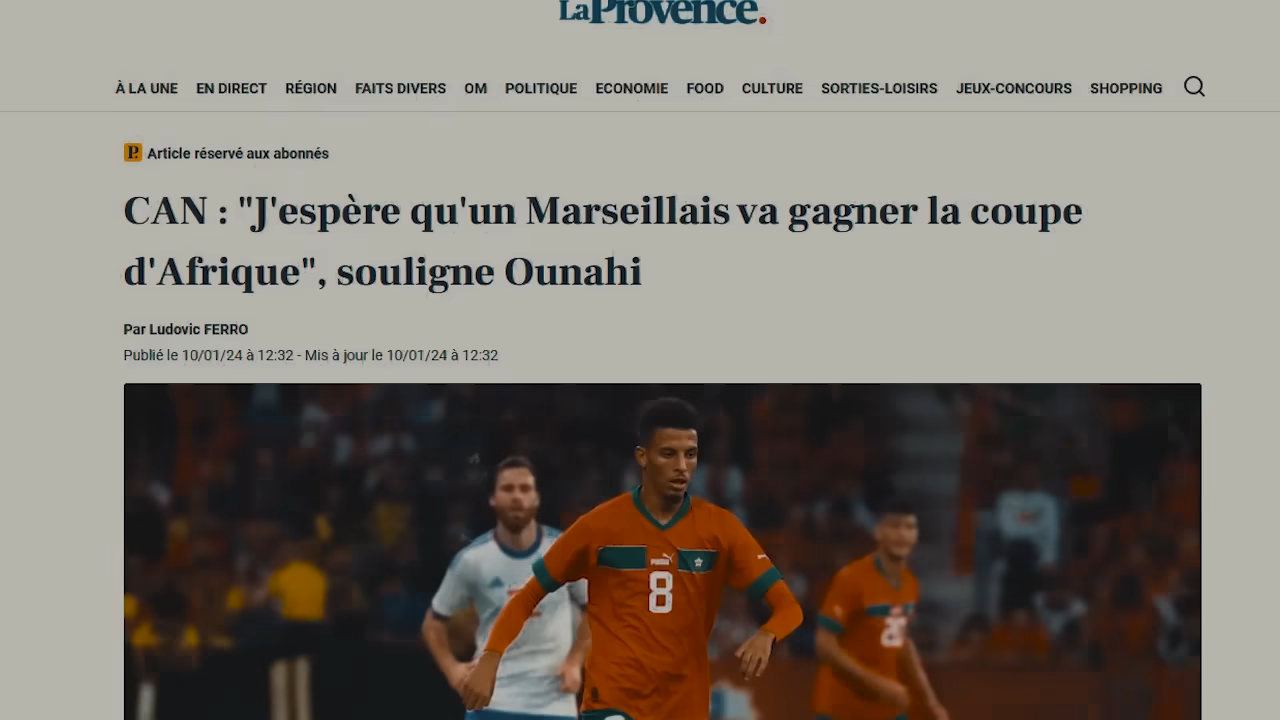 LaProvence.
À LA UNE EN DIRECT RÉGION FAITS DIVERS OM POLITIQUE ECONOMIE FOOD CULTURE SORTIES-LOISIRS JEUX-CONCOURS SHOPPING
P. Article réservé aux abonnés
CAN : "J'espère qu'un Marseillais va gagner la coupe
d'Afrique", souligne Ounahi
Par Ludovic FERRO
Publié le 10/01/24 à 12:32 - Mis à jour le 10/01/24 à 12:32
PUMA
8